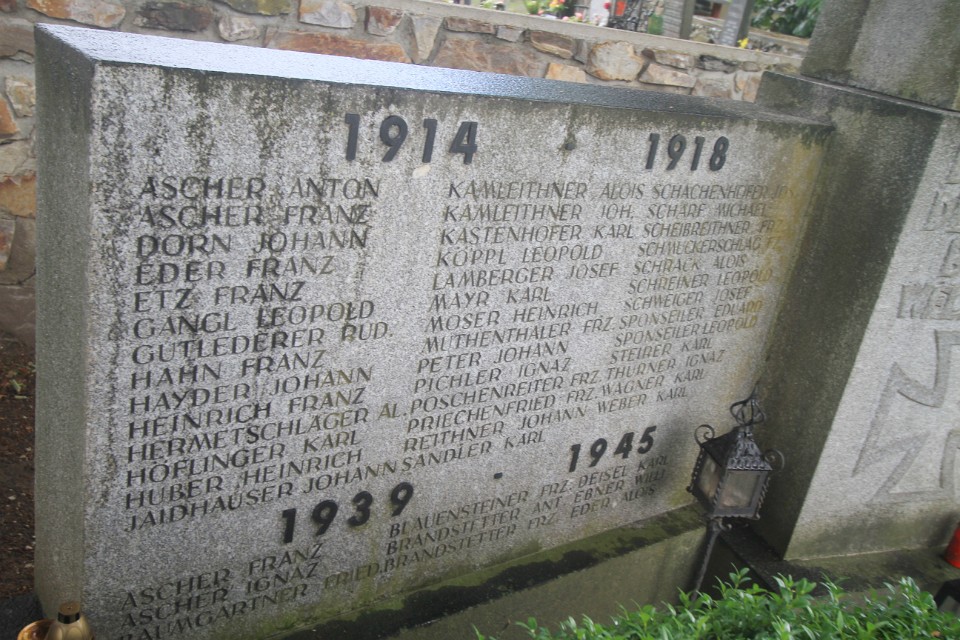 1914 1918
ASCHER ANTON
ASCHER FRANZ
DORN JOHANN
EDER FRANZ
ETZ FRANZ
GANGL LEOPOLD
GUTLEDERER RUD.
HAHN FRANZ
HAYDER JOHANN
HEINRICH FRANZ
HERMETSCHLÄGER AL.
HÖFLINGER KARL
HUBER HEINRICH
JAIDHAUSER JOHANN
KAMLEITHNER ALOIS
KAMLEITHNER JOH.
KASTENHOFER KARL
KÖPPL LEOPOLD
LAMBERGER JOSEF
MAYR KARL
MOSER HEINRICH
MUTHENTHALER FRZ.
PETER JOHANN
PICHLER IGNAZ
POSCHENREITER FRZ.
PRIECHENFRIED FRZ.
REITHNER JOHANN
SANDLER KARL
SCHACHENHOFER JOS
SCHARF MICHAEL
SCHEIBREITHNER FR
SCHMUCKERSCHLAG FZ
SCHRACK ALOIS
SCHREINER LEOPOLD
SCHWEIGER JOSEF
SPONSEILER EDUARD
SPONSEILER LEOPOLD
STEIRER KARL
THURNER IGNAZ
WAGNER KARL
WEBER KARL
1939 - 1945
ASCHER FRANZ
ASCHER IGNAZ
BAUMGARTNER FRIED.
BLAUENSTEINER FRZ.
BRANDSTETTER ANT.
BRANDSTETTER FRZ.
DEISEL KARL
EBNER WILLI
EDER ALOIS